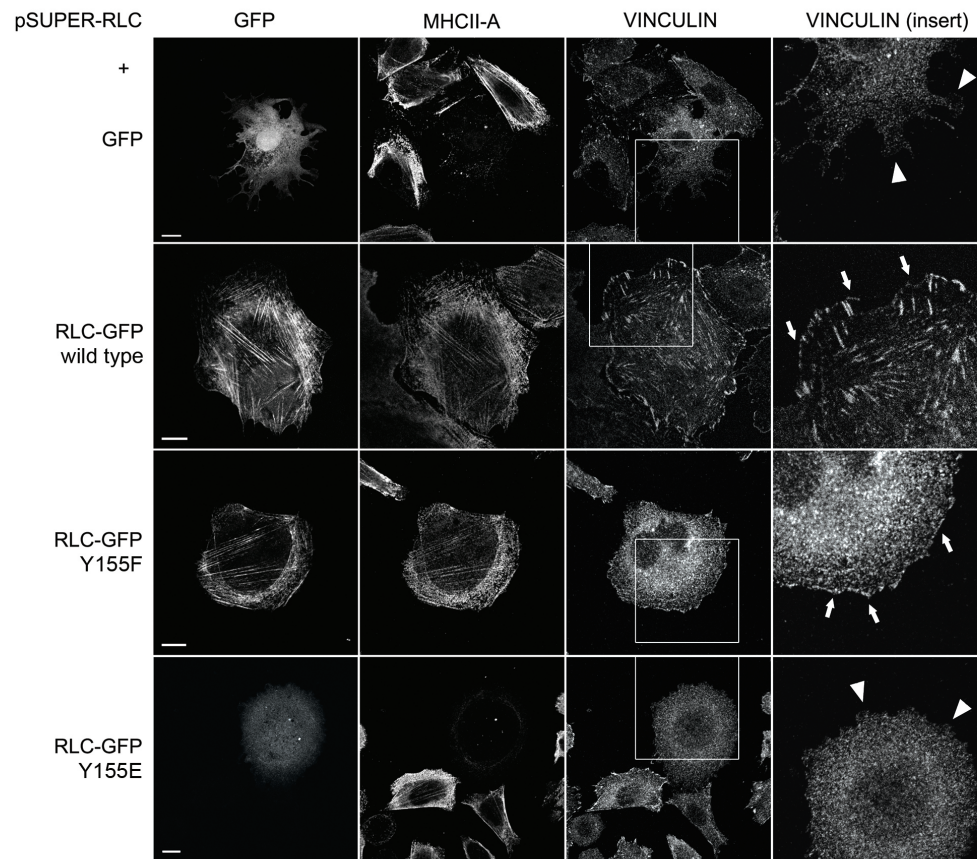 pSUPER-RLC GFP MHCII-A VINCULIN VINCULIN (insert)
+
GFP
RLC-GFP
wild type
RLC-GFP
Y155F
RLC-GFP
Y155E